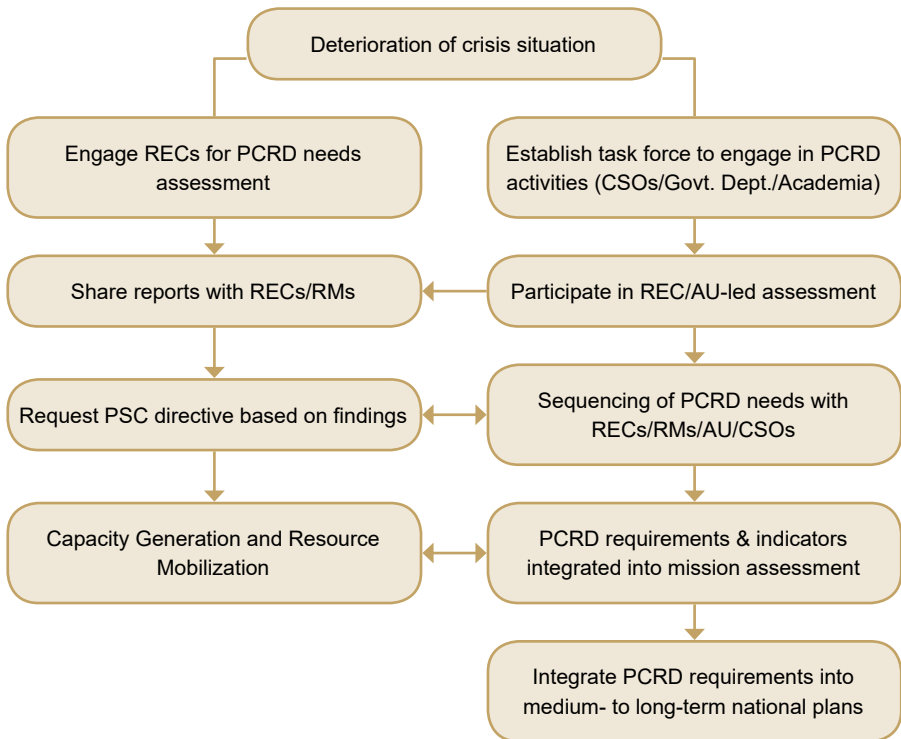 Deterioration of crisis situation
Engage RECs for PCRD needs
assessment
Establish task force to engage in PCRD
activities (CSOs/Govt. Dept./Academia)
Share reports with RECs/RMs
Participate in REC/AU-led assessment
Request PSC directive based on findings
Sequencing of PCRD needs with
RECs/RMs/AU/CSOs
Capacity Generation and Resource
Mobilization
PCRD requirements & indicators
integrated into mission assessment
Integrate PCRD requirements into
medium- to long-term national plans